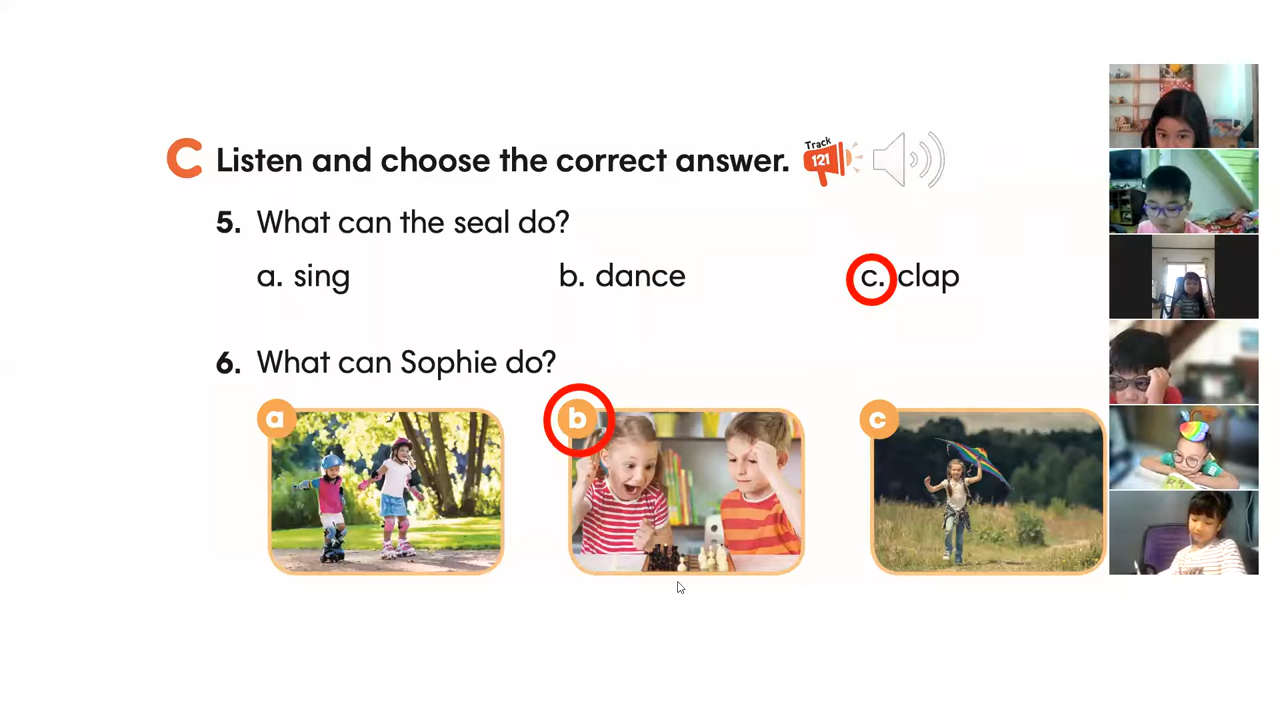 C Listen and choose the correct answer. Track 121
5. What can the seal do?
a. sing b. dance c. clap
6. What can Sophie do?
a b c